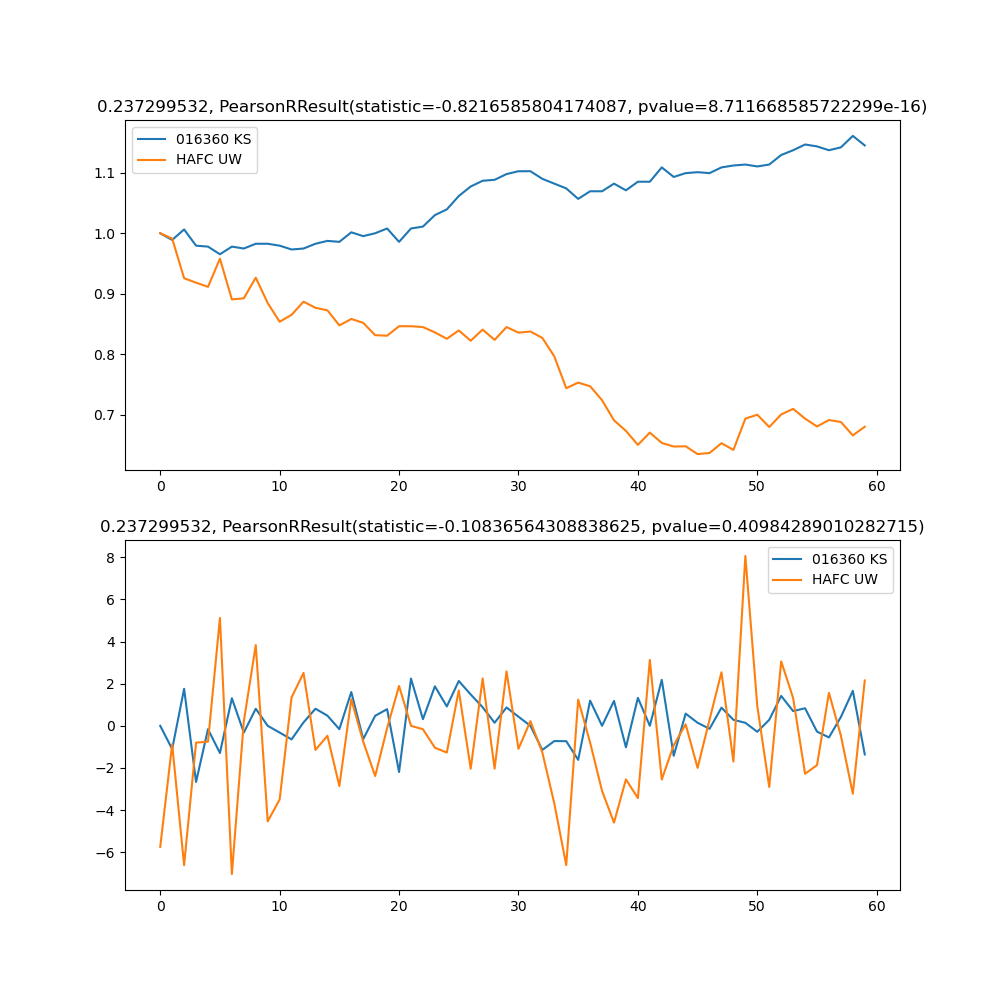 0.237299532, PearsonRResult(statistic=-0.8216585804174087, pvalue=8.711668585722299e-16)
016360 KS
HAFC UW
1.1
1.0
0.9
0.8
0.7
0 10 20 30 40 50 60
0.237299532, PearsonRResult(statistic=-0.10836564308838625, pvalue=0.40984289010282715)
016360 KS
HAFC UW
8
6
4
2
0
−2
−4
−6
0 10 20 30 40 50 60